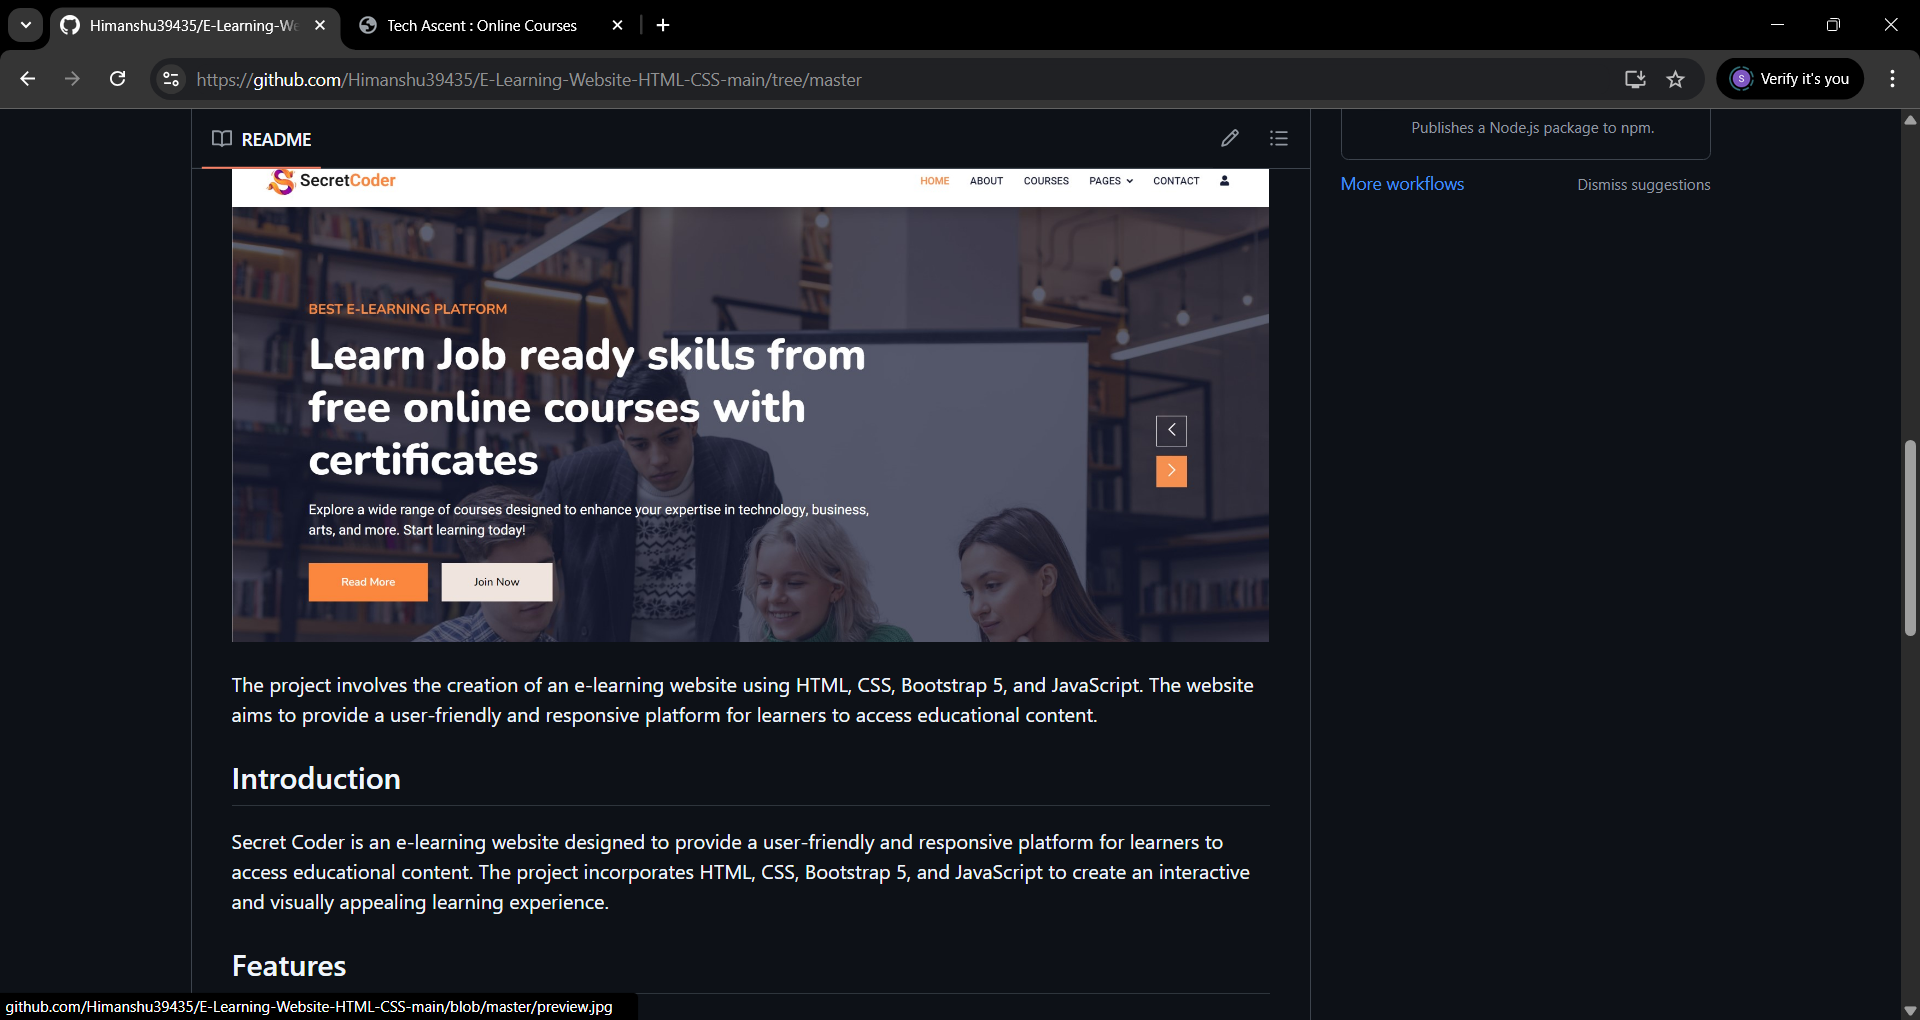 Himanshu39435/E-Learning-We
Tech Ascent : Online Courses
https://github.com/Himanshu39435/E-Learning-Website-HTML-CSS-main/tree/master
S
Verify it's you
README
Publishes a Node.js package to npm.
More workflows
Dismiss suggestions
SecretCoder
HOME
ABOUT
COURSES
PAGES
CONTACT
BEST E-LEARNING PLATFORM
Learn Job ready skills from
free online courses with
certificates
Explore a wide range of courses designed to enhance your expertise in technology, business,
arts, and more. Start learning today!
Read More
Join Now
The project involves the creation of an e-learning website using HTML, CSS, Bootstrap 5, and JavaScript. The website
aims to provide a user-friendly and responsive platform for learners to access educational content.
Introduction
Secret Coder is an e-learning website designed to provide a user-friendly and responsive platform for learners to
access educational content. The project incorporates HTML, CSS, Bootstrap 5, and JavaScript to create an interactive
and visually appealing learning experience.
Features
github.com/Himanshu39435/E-Learning-Website-HTML-CSS-main/blob/master/preview.jpg